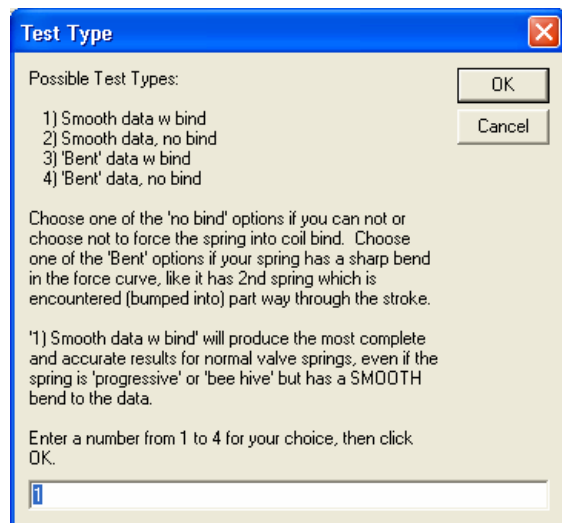 Test Type
Possible Test Types:
OK
1) Smooth data w bind
2) Smooth data, no bind
Cancel
3) 'Bent' data w bind
4) 'Bent' data, no bind
Choose one of the 'no bind' options if you can not or
choose not to force the spring into coil bind.  Choose
one of the 'Bent' options if your spring has a sharp bend
in the force curve, like it has 2nd spring which is
encountered (bumped into) part way through the stroke.
'1) Smooth data w bind' will produce the most complete
and accurate results for normal valve springs, even if the
spring is 'progressive' or 'bee hive' but has a SMOOTH
bend to the data.
Enter a number from 1 to 4 for your choice, then click
OK.
1